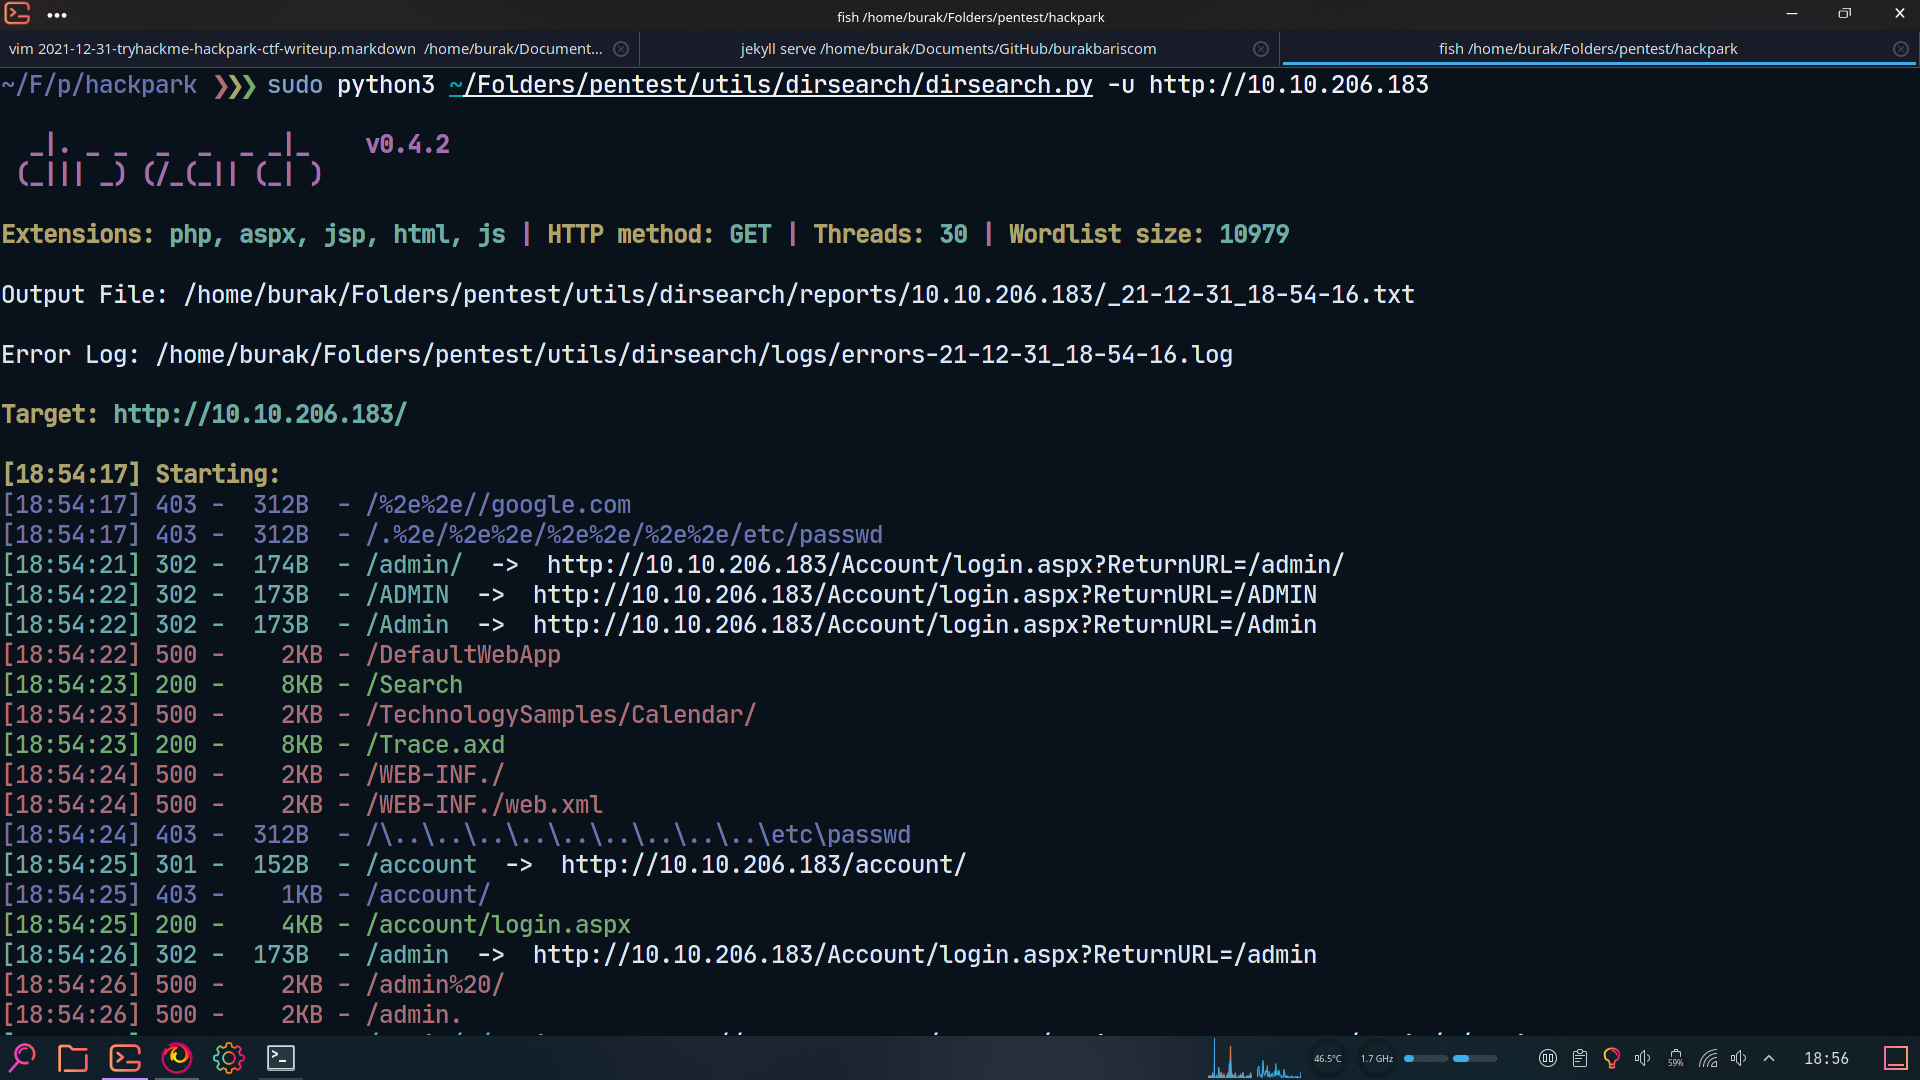 fish /home/burak/Folders/pentest/hackpark
vim 2021-12-31-tryhackme-hackpark-ctf-writeup.markdown /home/burak/Document...
jekyll serve /home/burak/Documents/GitHub/burakbariscom
fish /home/burak/Folders/pentest/hackpark
~/F/p/hackpark ❯❯❯ sudo python3 ~/Folders/pentest/utils/dirsearch/dirsearch.py -u http://10.10.206.183
_|. _ _  _  _  _ _|_    v0.4.2
(_||| _) (/_(_|| (_| )
Extensions: php, aspx, jsp, html, js | HTTP method: GET | Threads: 30 | Wordlist size: 10979
Output File: /home/burak/Folders/pentest/utils/dirsearch/reports/10.10.206.183/_21-12-31_18-54-16.txt
Error Log: /home/burak/Folders/pentest/utils/dirsearch/logs/errors-21-12-31_18-54-16.log
Target: http://10.10.206.183/
[18:54:17] Starting:
[18:54:17] 403 -  312B  - /%2e%2e//google.com
[18:54:17] 403 -  312B  - /.%2e/%2e%2e/%2e%2e/%2e%2e/etc/passwd
[18:54:21] 302 -  174B  - /admin/  ->  http://10.10.206.183/Account/login.aspx?ReturnURL=/admin/
[18:54:22] 302 -  173B  - /ADMIN  ->  http://10.10.206.183/Account/login.aspx?ReturnURL=/ADMIN
[18:54:22] 302 -  173B  - /Admin  ->  http://10.10.206.183/Account/login.aspx?ReturnURL=/Admin
[18:54:22] 500 -    2KB - /DefaultWebApp
[18:54:23] 200 -    8KB - /Search
[18:54:23] 500 -    2KB - /TechnologySamples/Calendar/
[18:54:23] 200 -    8KB - /Trace.axd
[18:54:24] 500 -    2KB - /WEB-INF./
[18:54:24] 500 -    2KB - /WEB-INF./web.xml
[18:54:24] 403 -  312B  - /\..\..\..\..\..\..\..\..\..\etc\passwd
[18:54:25] 301 -  152B  - /account  ->  http://10.10.206.183/account/
[18:54:25] 403 -    1KB - /account/
[18:54:25] 200 -    4KB - /account/login.aspx
[18:54:26] 302 -  173B  - /admin  ->  http://10.10.206.183/Account/login.aspx?ReturnURL=/admin
[18:54:26] 500 -    2KB - /admin%20/
[18:54:26] 500 -    2KB - /admin.
46.5°C
1.7 GHz
59%
18:56